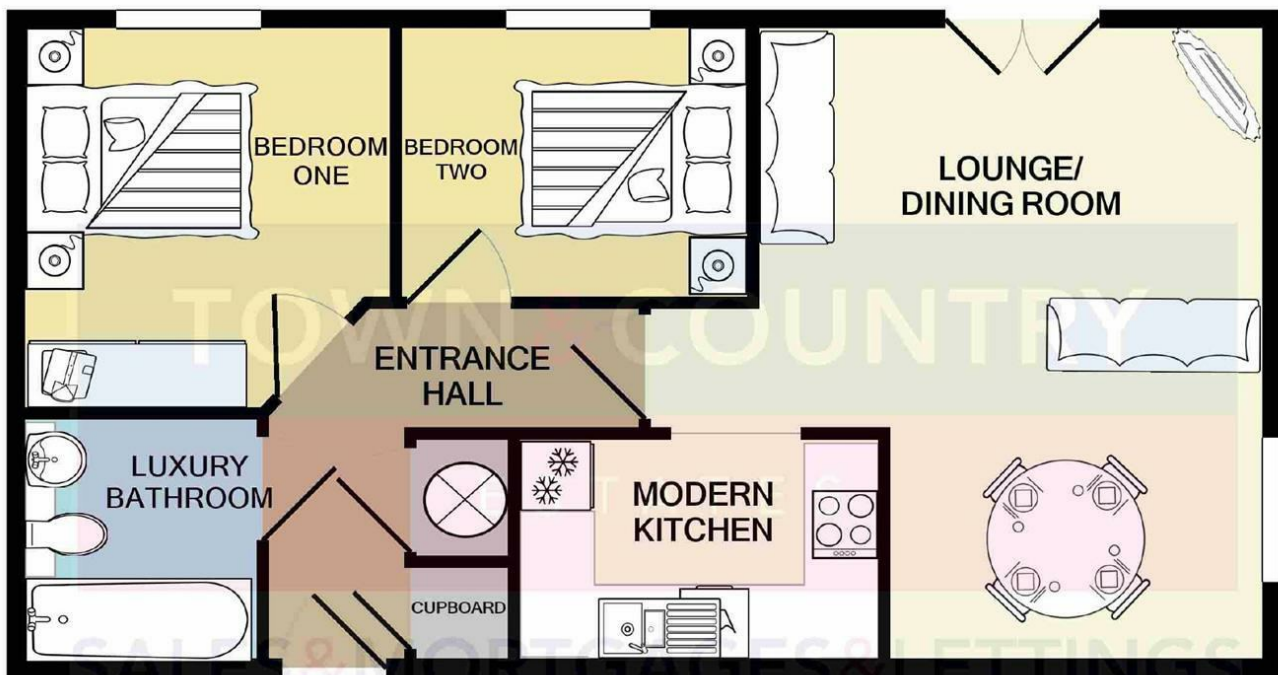 BEDROOM
ONE
BEDROOM
TWO
LOUNGE/
DINING ROOM
TOWN & COUNTRY
ENTRANCE
HALL
LUXURY
BATHROOM
MODERN
KITCHEN
CUPBOARD
SALES & MORTGAGES & LETTINGS